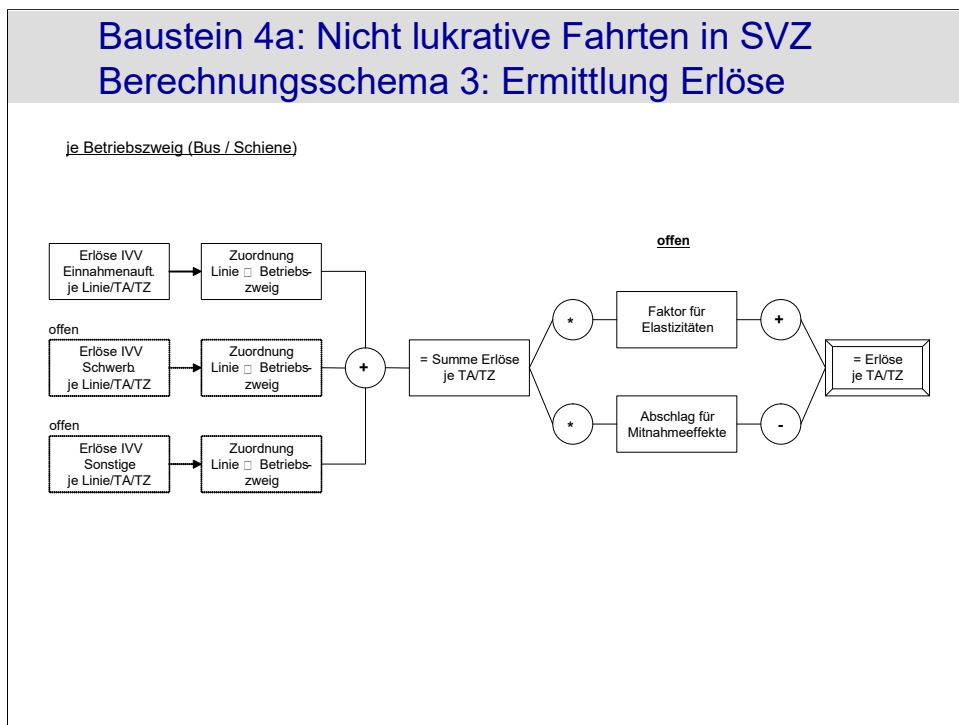 Baustein 4a: Nicht lukrative Fahrten in SVZ
Berechnungsschema 3: Ermittlung Erlöse
je Betriebszweig (Bus / Schiene)
Erlöse IVV
Einnahmenauft.
je Linie/TA/TZ
Zuordnung
Linie □ Betriebs-
zweig
offen
Erlöse IVV
Schwerb.
je Linie/TA/TZ
Zuordnung
Linie □ Betriebs-
zweig
offen
Erlöse IVV
Sonstige
je Linie/TA/TZ
Zuordnung
Linie □ Betriebs-
zweig
+
= Summe Erlöse
je TA/TZ
offen
*
Faktor für
Elastizitäten
+
*
Abschlag für
Mitnahmeeffekte
-
= Erlöse
je TA/TZ